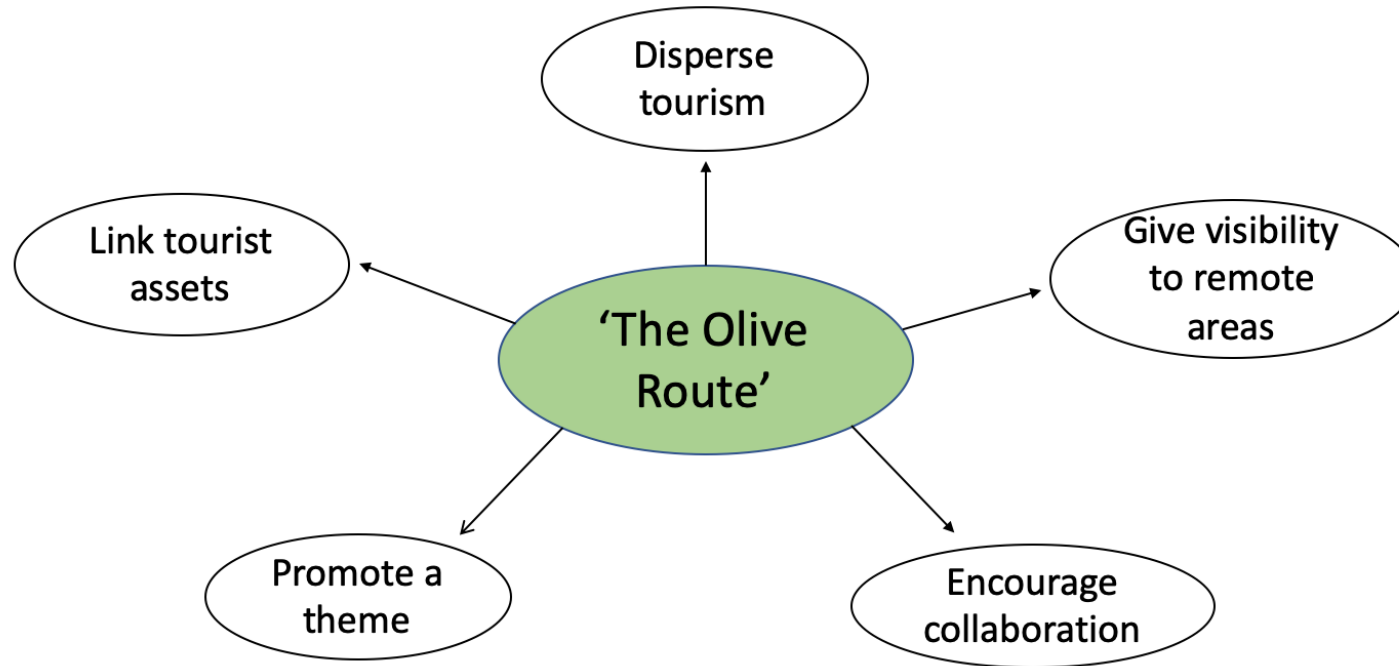 Disperse
tourism
Link tourist
assets
Give visibility
to remote
areas
‘The Olive
Route’
Promote a
theme
Encourage
collaboration